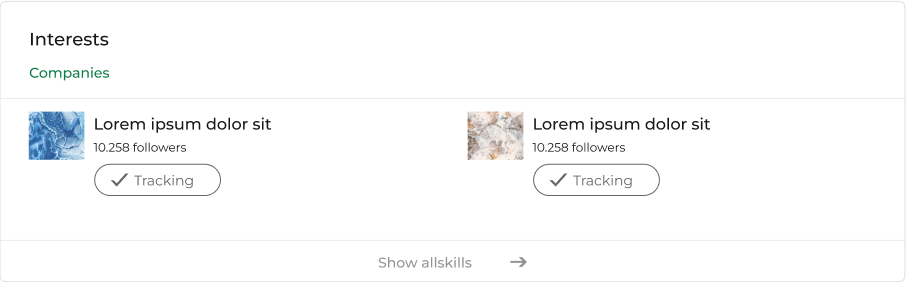 Interests
Companies
Lorem ipsum dolor sit
10.258 followers
Tracking
Lorem ipsum dolor sit
10.258 followers
Tracking
Show allskills